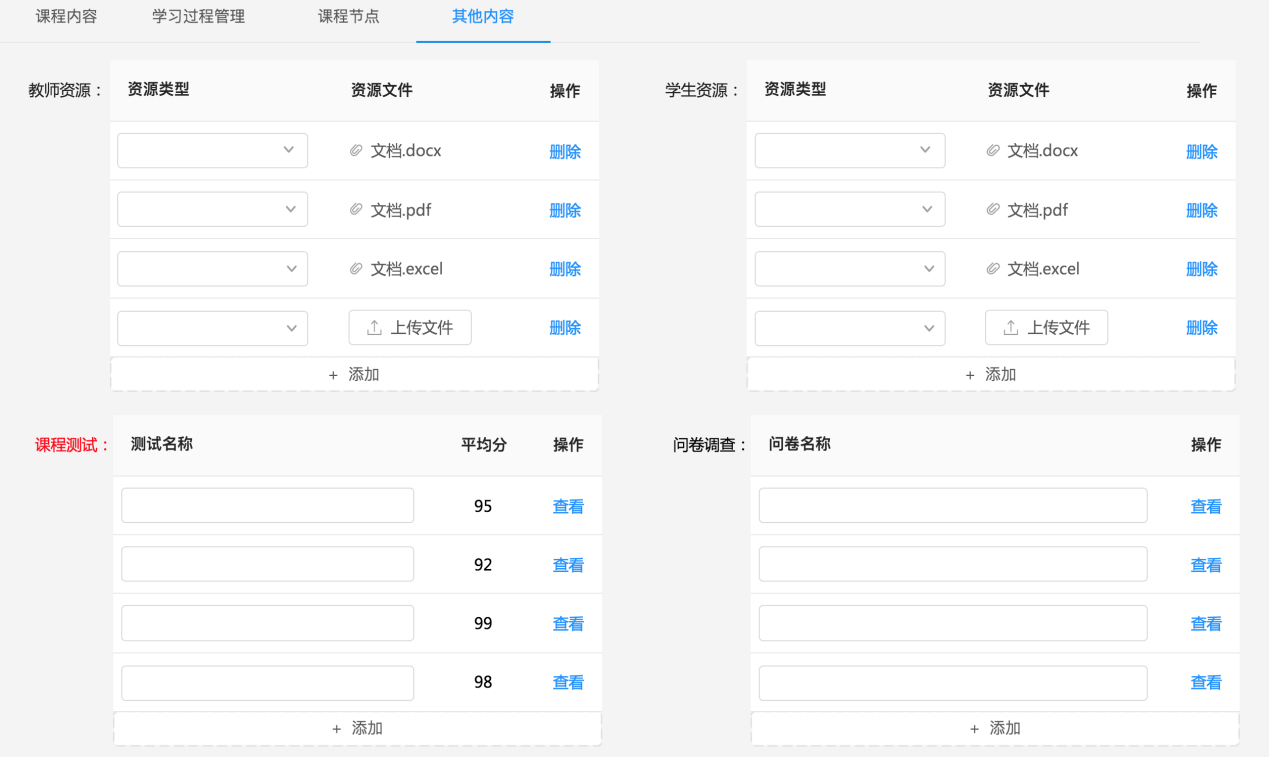 课程内容 学习过程管理 课程节点 其他内容
教师资源： 资源类型 资源文件 操作
文档.docx 删除
文档.pdf 删除
文档.excel 删除
上传文件 删除
+ 添加
学生资源： 资源类型 资源文件 操作
文档.docx 删除
文档.pdf 删除
文档.excel 删除
上传文件 删除
+ 添加
课程测试： 测试名称 平均分 操作
95 查看
92 查看
99 查看
98 查看
+ 添加
问卷调查： 问卷名称 操作
查看
查看
查看
查看
+ 添加